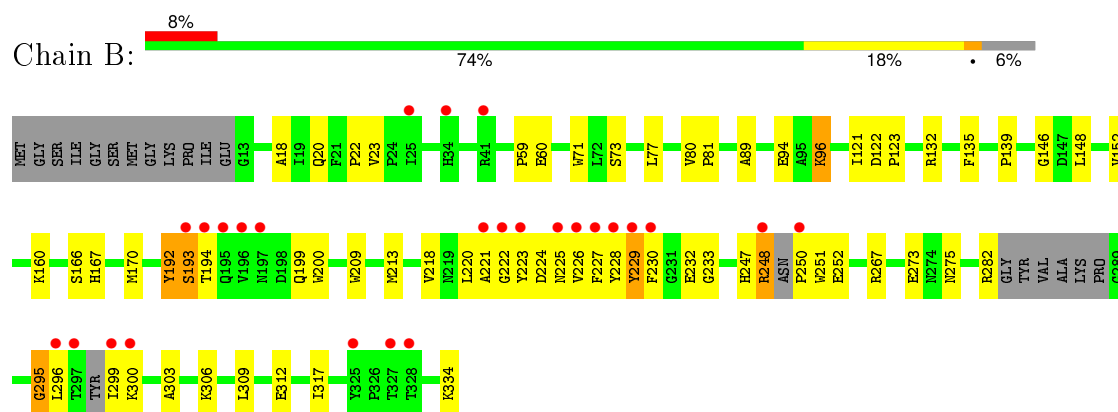 8%
Chain B:
74% 18% • 6%
MET GLY SER ILE GLY SER MET GLY LYS PRO ILE GLU G13 A18 I19 Q20 F21 P22 V23 P24 I25 H34 R41 P59 E60 W71 L72 S73 L77 V80 P81 A89 E94 A95 K96 I121 D122 P123 R132 F135 P139 G146 D147 L148
K160 S166 H167 M170 Y192 S193 T194 Q195 V196 N197 D198 Q199 W200 W209 M213 V218 N219 L220 A221 G222 Y223 D224 N225 V226 F227 Y228 Y229 F230 G231 E232 G233 H247 R248 ASN P250 W251 E252 R267 E273 N274 N275 R282 GLY TYR VAL ALA LYS PRO
G295 L296 T297 TYR I299 K300 A303 K306 L309 E312 I317 Y325 P326 T327 T328 K334